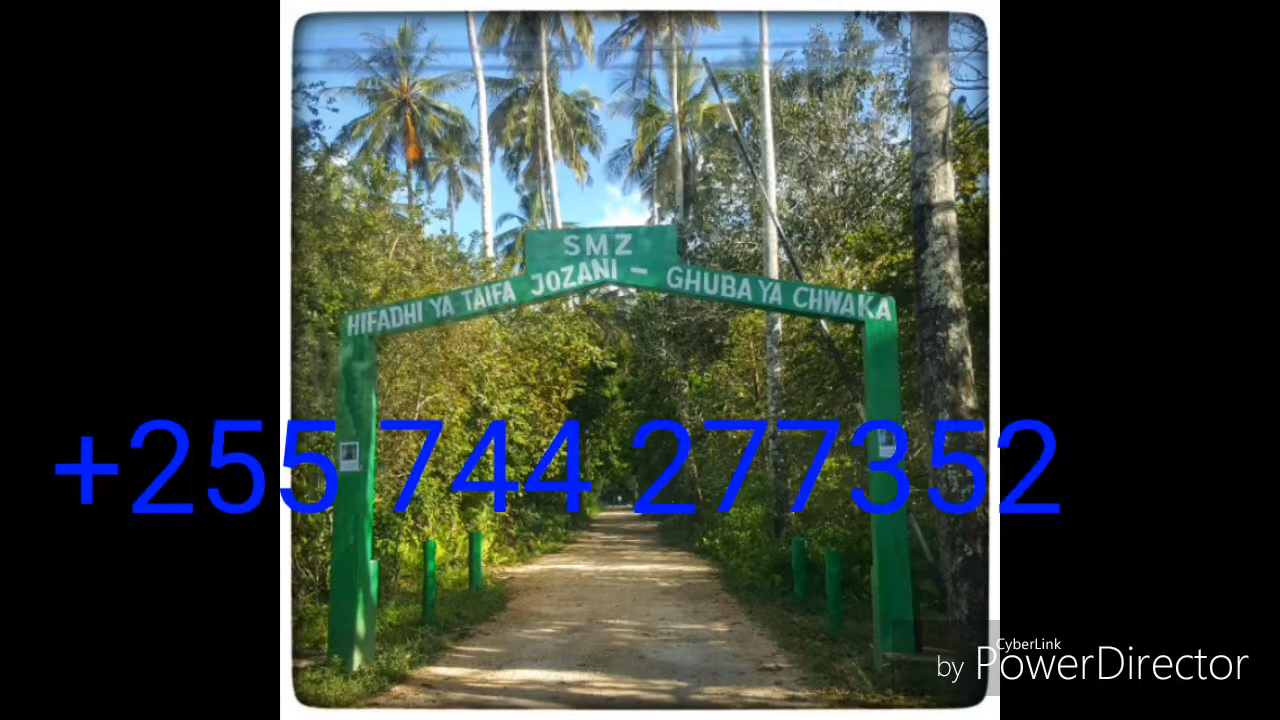 SMZ
HIFADHI YA TAIFA JOZANI - GHUBA YA CHWAKA
+255 744 277352
CyberLink
by PowerDirector